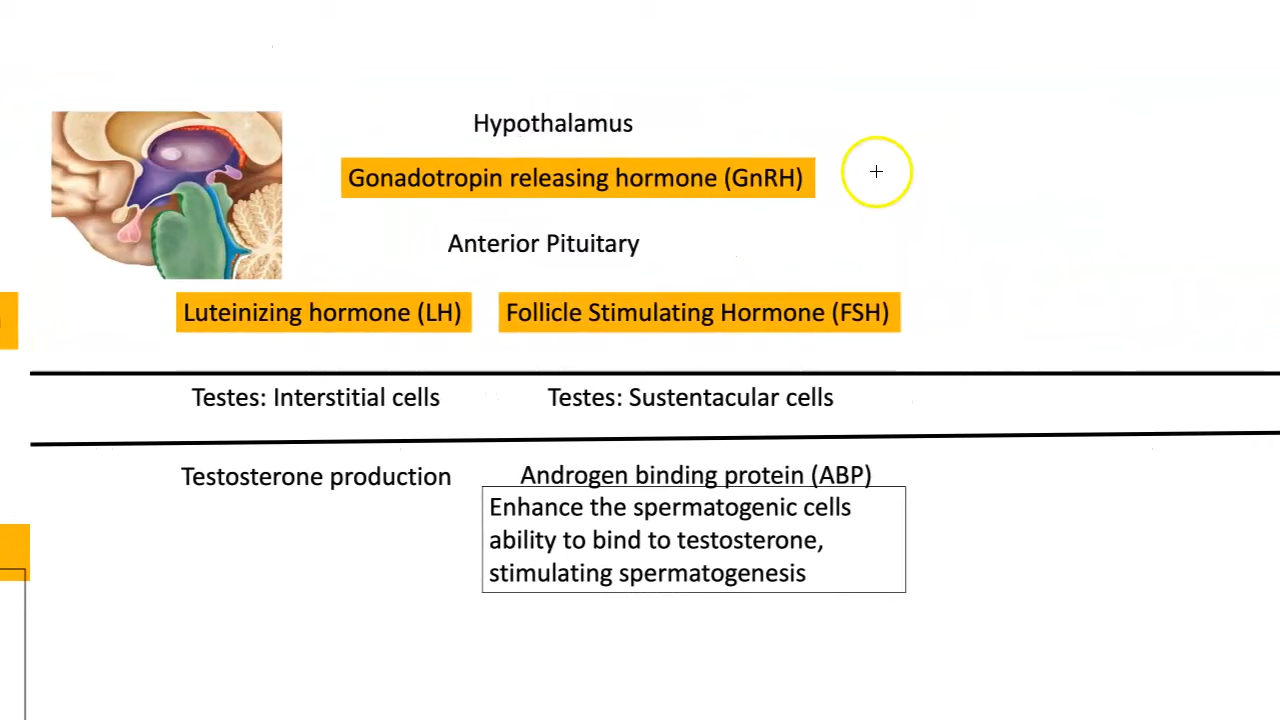 Hypothalamus
Gonadotropin releasing hormone (GnRH)
Anterior Pituitary
Luteinizing hormone (LH)
Follicle Stimulating Hormone (FSH)
Testes: Interstitial cells
Testes: Sustentacular cells
Testosterone production
Androgen binding protein (ABP)
Enhance the spermatogenic cells
ability to bind to testosterone,
stimulating spermatogenesis